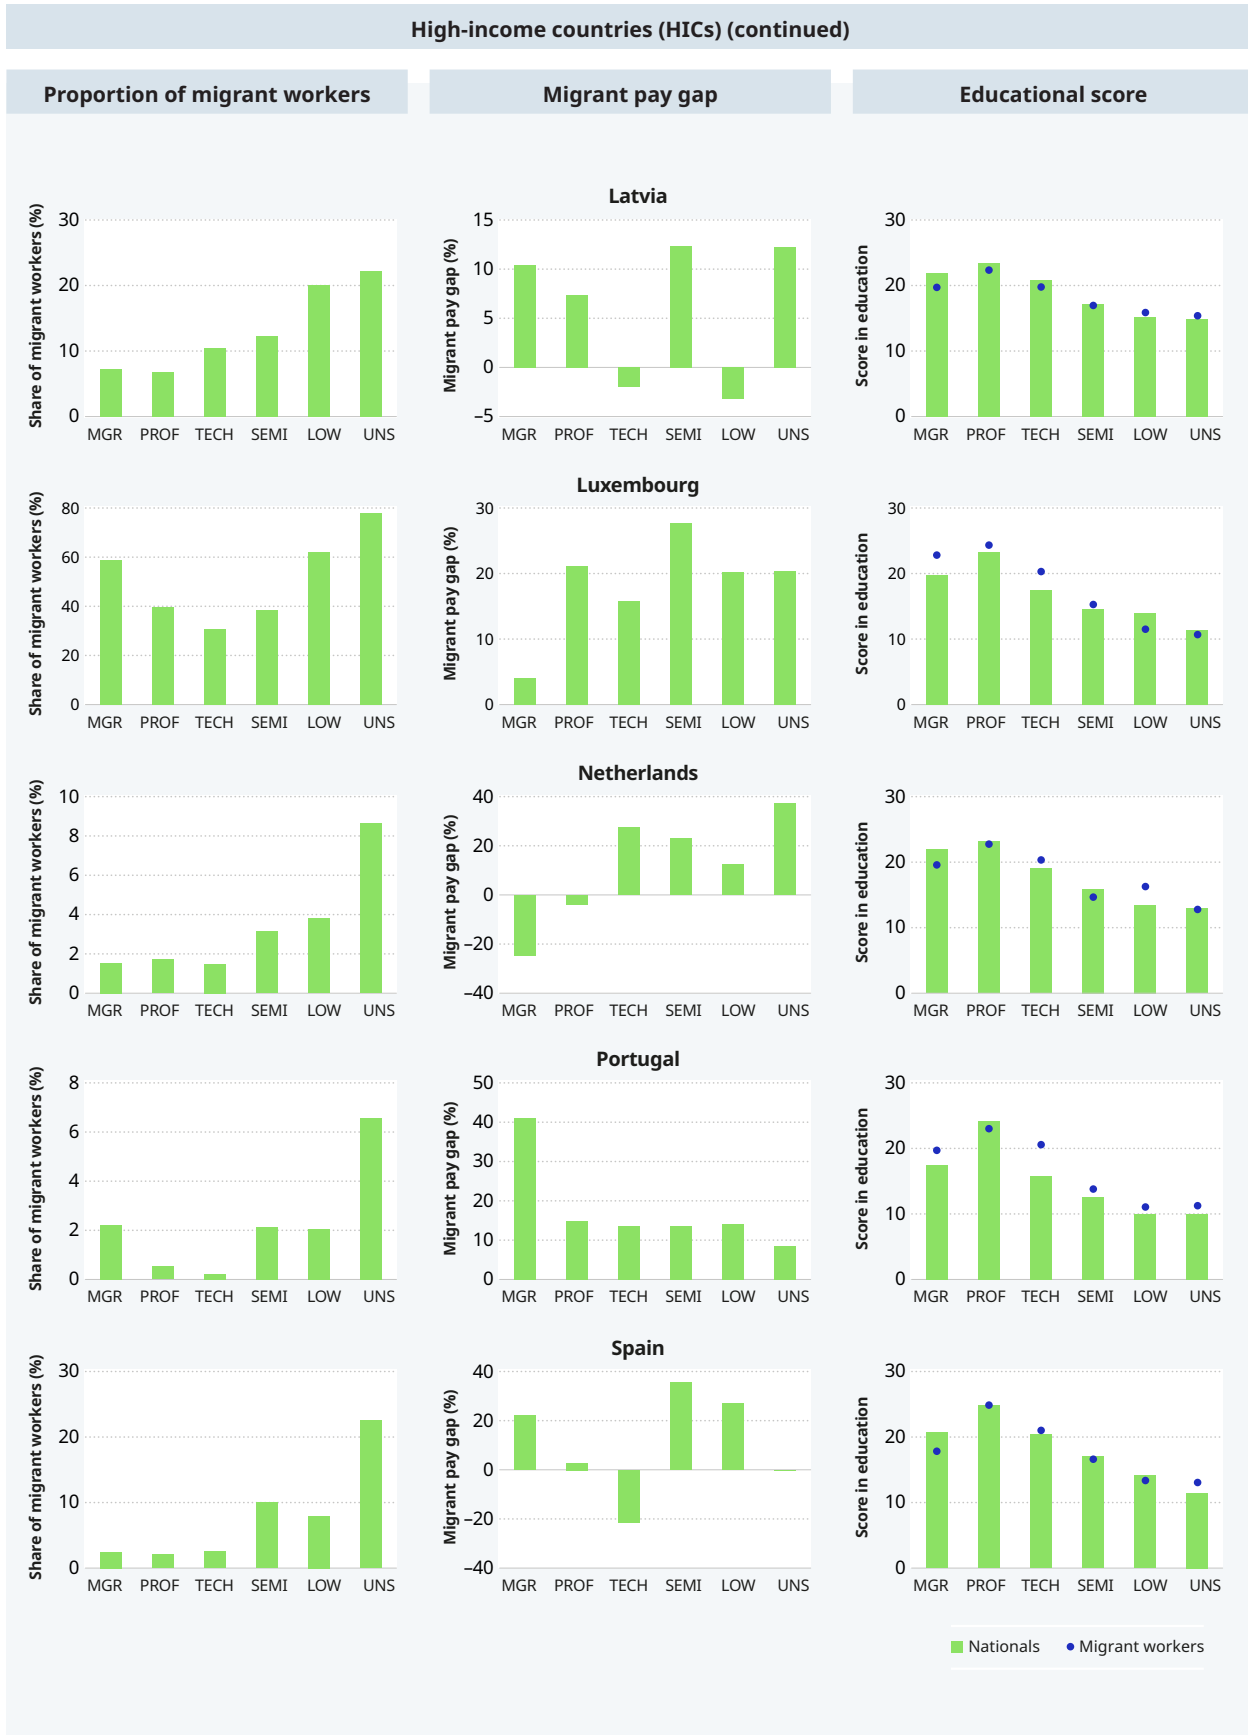 High-income countries (HICs) (continued)
Proportion of migrant workers
Migrant pay gap
Educational score
Latvia
Share of migrant workers (%)
30
20
10
0
MGR PROF TECH SEMI LOW UNS
Migrant pay gap (%)
15
10
5
0
–5
MGR PROF TECH SEMI LOW UNS
Score in education
30
20
10
0
MGR PROF TECH SEMI LOW UNS
Luxembourg
Share of migrant workers (%)
80
60
40
20
0
MGR PROF TECH SEMI LOW UNS
Migrant pay gap (%)
30
20
10
0
MGR PROF TECH SEMI LOW UNS
Score in education
30
20
10
0
MGR PROF TECH SEMI LOW UNS
Netherlands
Share of migrant workers (%)
10
8
6
4
2
0
MGR PROF TECH SEMI LOW UNS
Migrant pay gap (%)
40
20
0
–20
–40
MGR PROF TECH SEMI LOW UNS
Score in education
30
20
10
0
MGR PROF TECH SEMI LOW UNS
Portugal
Share of migrant workers (%)
8
6
4
2
0
MGR PROF TECH SEMI LOW UNS
Migrant pay gap (%)
50
40
30
20
10
0
MGR PROF TECH SEMI LOW UNS
Score in education
30
20
10
0
MGR PROF TECH SEMI LOW UNS
Spain
Share of migrant workers (%)
30
20
10
0
MGR PROF TECH SEMI LOW UNS
Migrant pay gap (%)
40
20
0
–20
–40
MGR PROF TECH SEMI LOW UNS
Score in education
30
20
10
0
MGR PROF TECH SEMI LOW UNS
Nationals
Migrant workers